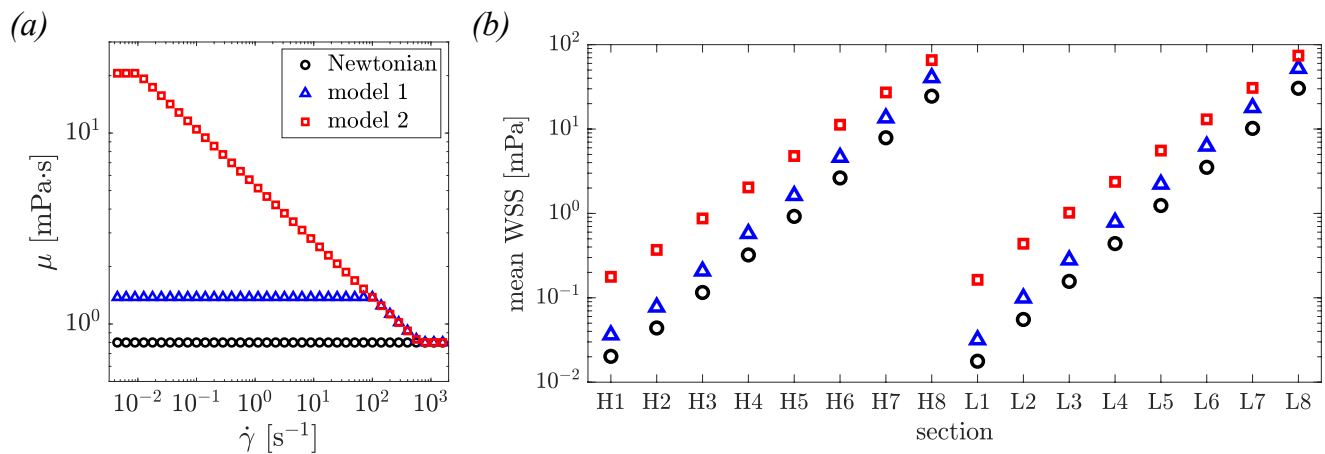 (a)
μ [mPa·s]
10¹
10⁰
Newtonian
model 1
model 2
10⁻² 10⁻¹ 10⁰ 10¹ 10² 10³
γ̇ [s⁻¹]
(b)
mean WSS [mPa]
10²
10¹
10⁰
10⁻¹
10⁻²
H1 H2 H3 H4 H5 H6 H7 H8 L1 L2 L3 L4 L5 L6 L7 L8
section